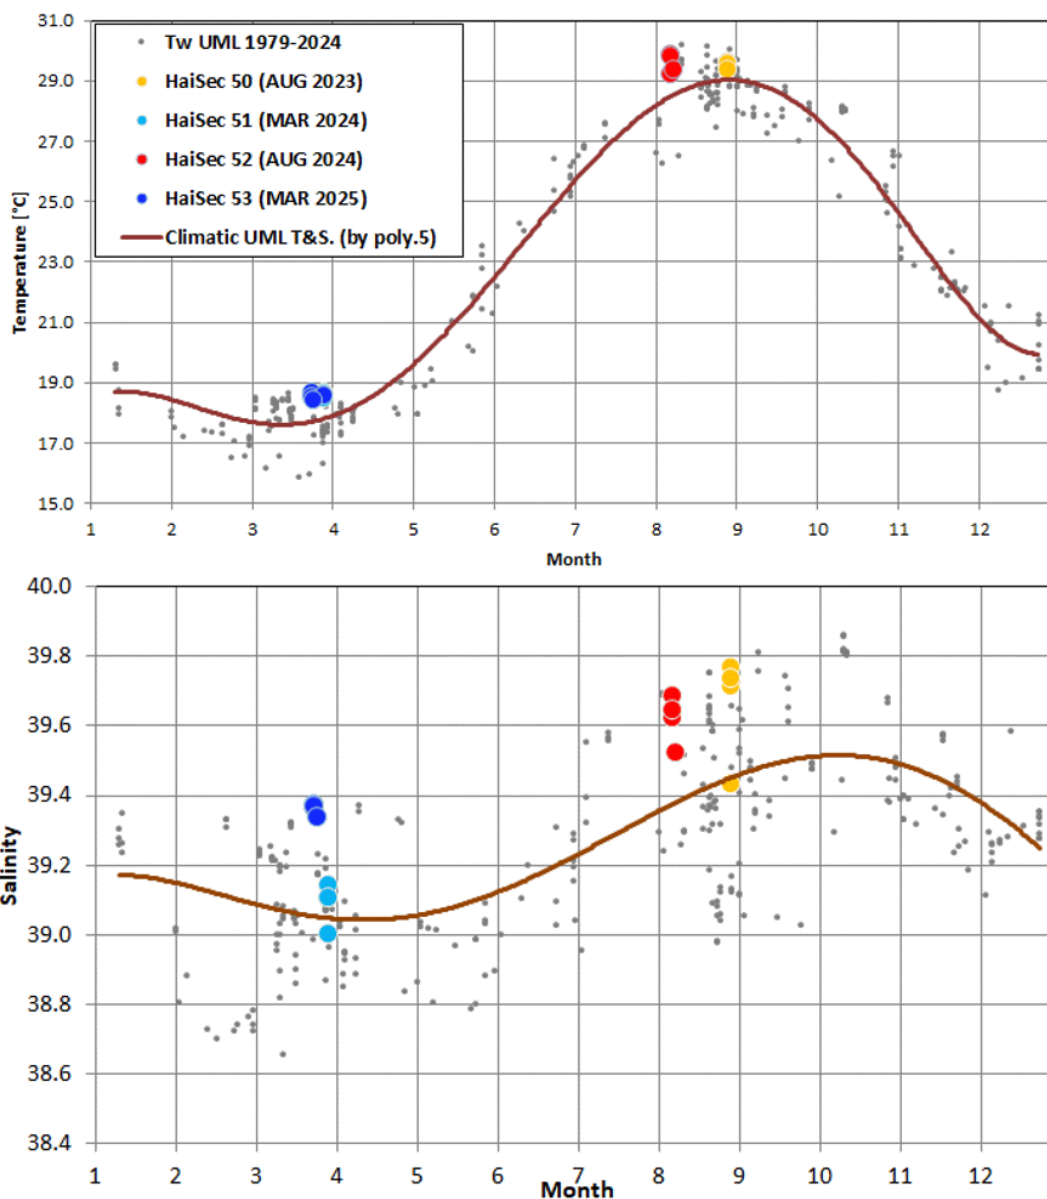 31.0
29.0
27.0
25.0
23.0
21.0
19.0
17.0
15.0
Temperature [°C]
Tw UML 1979-2024
HaiSec 50 (AUG 2023)
HaiSec 51 (MAR 2024)
HaiSec 52 (AUG 2024)
HaiSec 53 (MAR 2025)
Climatic UML T&S. (by poly.5)
1 2 3 4 5 6 7 8 9 10 11 12
Month
40.0
39.8
39.6
39.4
39.2
39.0
38.8
38.6
38.4
Salinity
1 2 3 4 5 6 7 8 9 10 11 12
Month